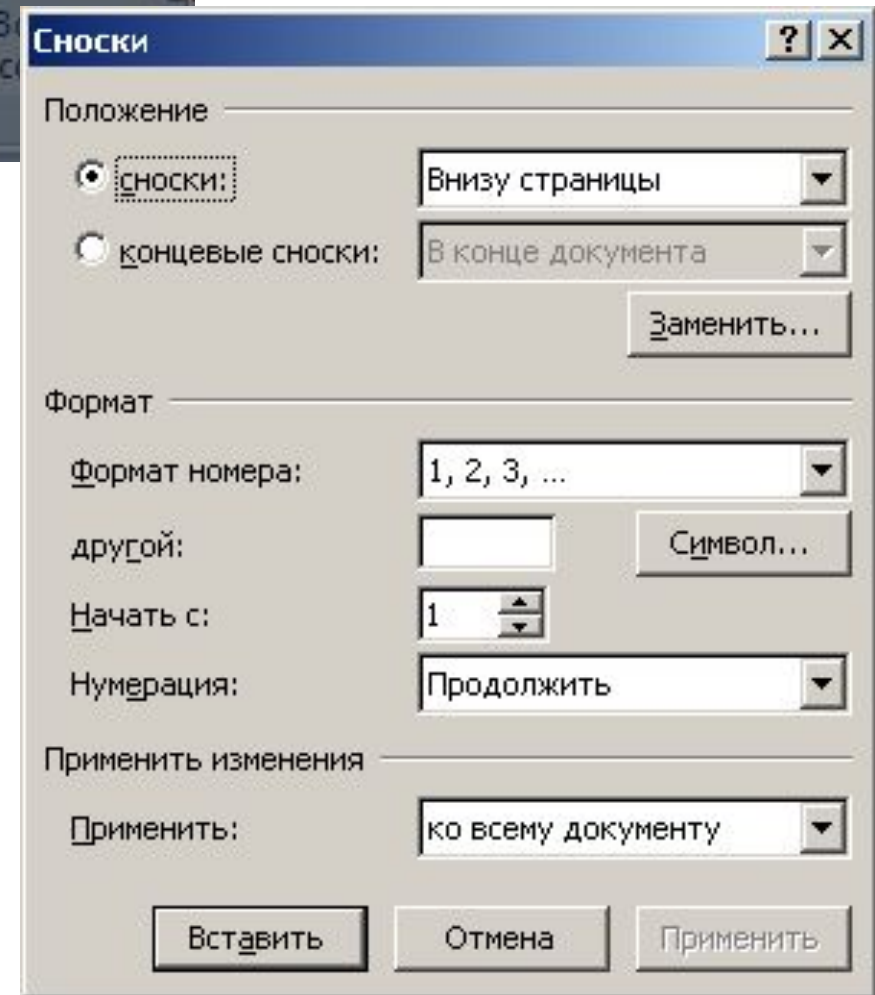 Сноски
Положение
сноски: Внизу страницы
концевые сноски: В конце документа
Заменить...
Формат
Формат номера: 1, 2, 3, ...
другой: Символ...
Начать с: 1
Нумерация: Продолжить
Применить изменения
Применить: ко всему документу
Вставить Отмена Применить